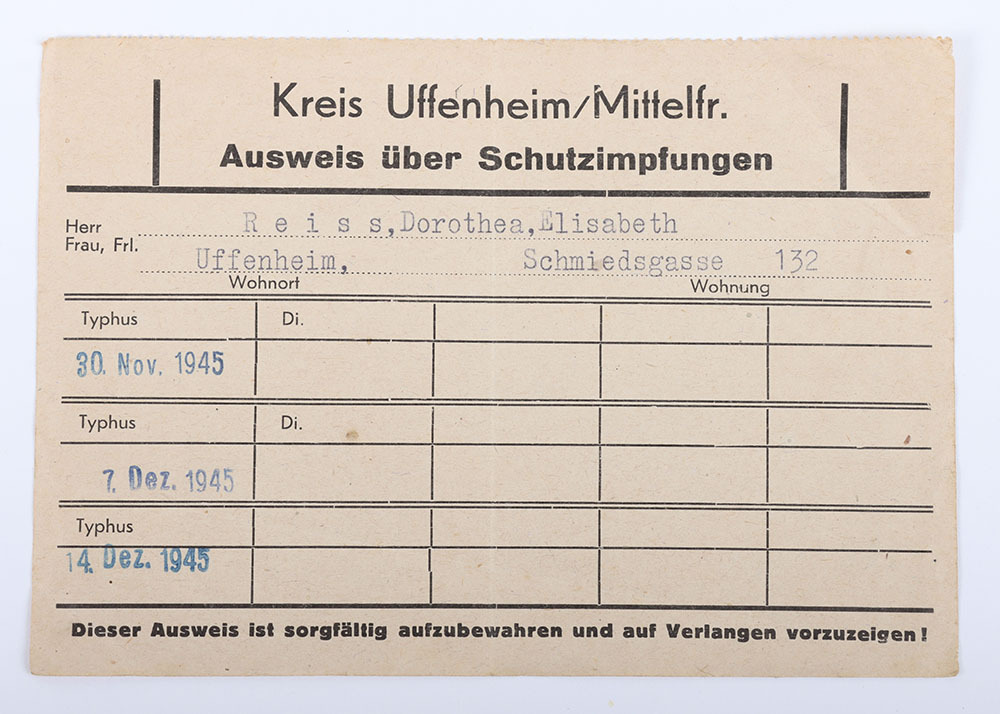 Kreis Uffenheim/Mittelfr.
Ausweis über Schutzimpfungen
Herr
Frau, Frl.
R e i s s,Dorothea,Elisabeth
Uffenheim, Schmiedsgasse 132
Wohnort Wohnung
Typhus Di.
30. Nov. 1945
Typhus Di.
7. Dez. 1945
Typhus
14. Dez. 1945
Dieser Ausweis ist sorgfältig aufzubewahren und auf Verlangen vorzuzeigen!